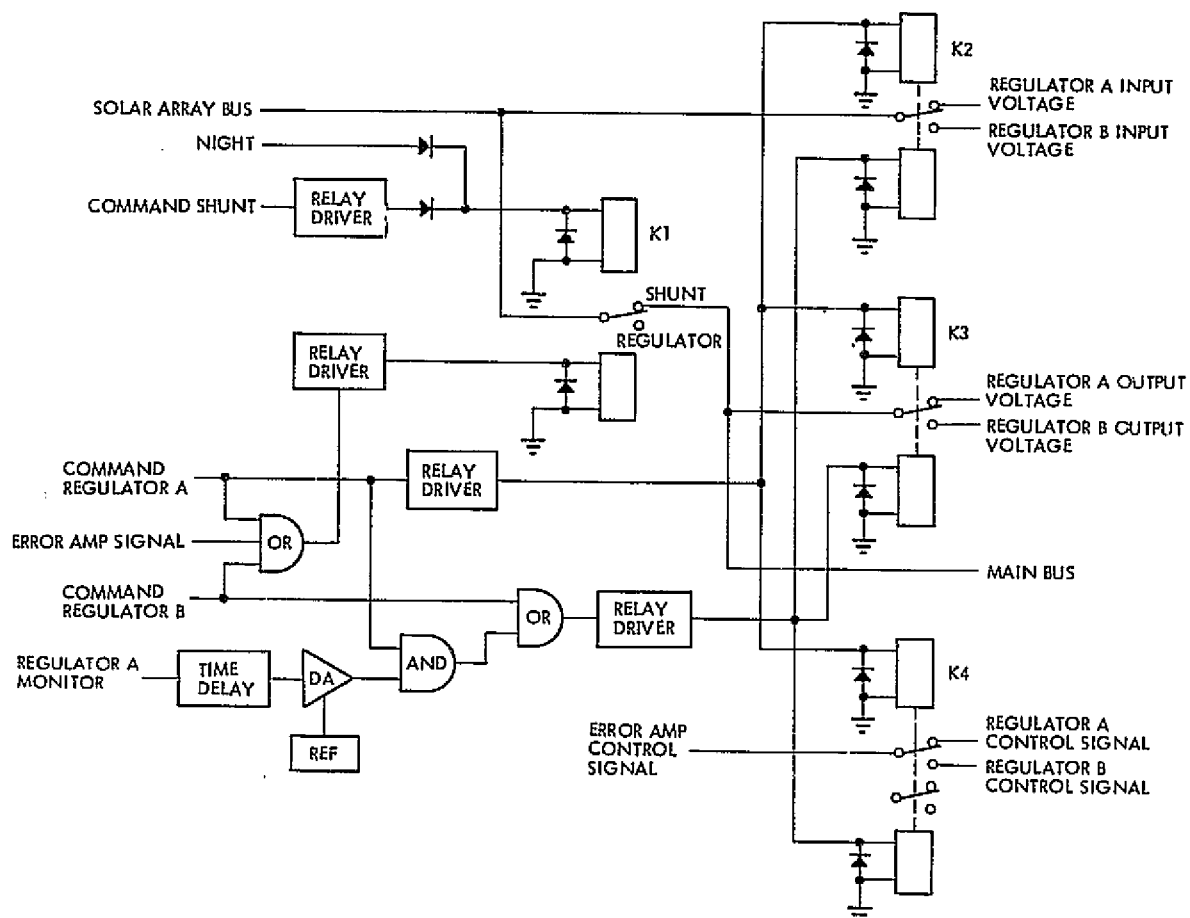 K2
SOLAR ARRAY BUS
REGULATOR A INPUT
VOLTAGE
REGULATOR B INPUT
VOLTAGE
NIGHT
COMMAND SHUNT
RELAY
DRIVER
K1
SHUNT
REGULATOR
K3
RELAY
DRIVER
REGULATOR A OUTPUT
VOLTAGE
REGULATOR B OUTPUT
VOLTAGE
COMMAND
REGULATOR A
RELAY
DRIVER
ERROR AMP SIGNAL
OR
MAIN BUS
COMMAND
REGULATOR B
OR
RELAY
DRIVER
REGULATOR A
MONITOR
TIME
DELAY
DA
AND
REF
K4
ERROR AMP
CONTROL
SIGNAL
REGULATOR A
CONTROL SIGNAL
REGULATOR B
CONTROL SIGNAL